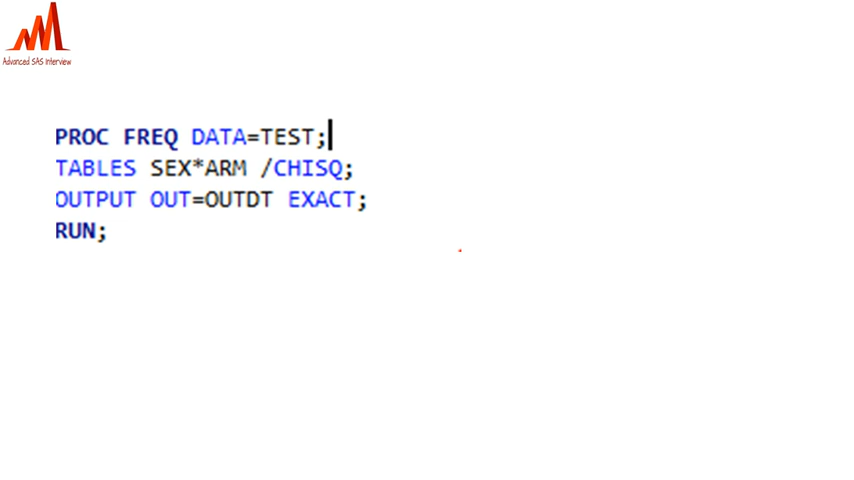 Advanced SAS Interview
PROC FREQ DATA=TEST;
TABLES SEX*ARM /CHISQ;
OUTPUT OUT=OUTDT EXACT;
RUN;